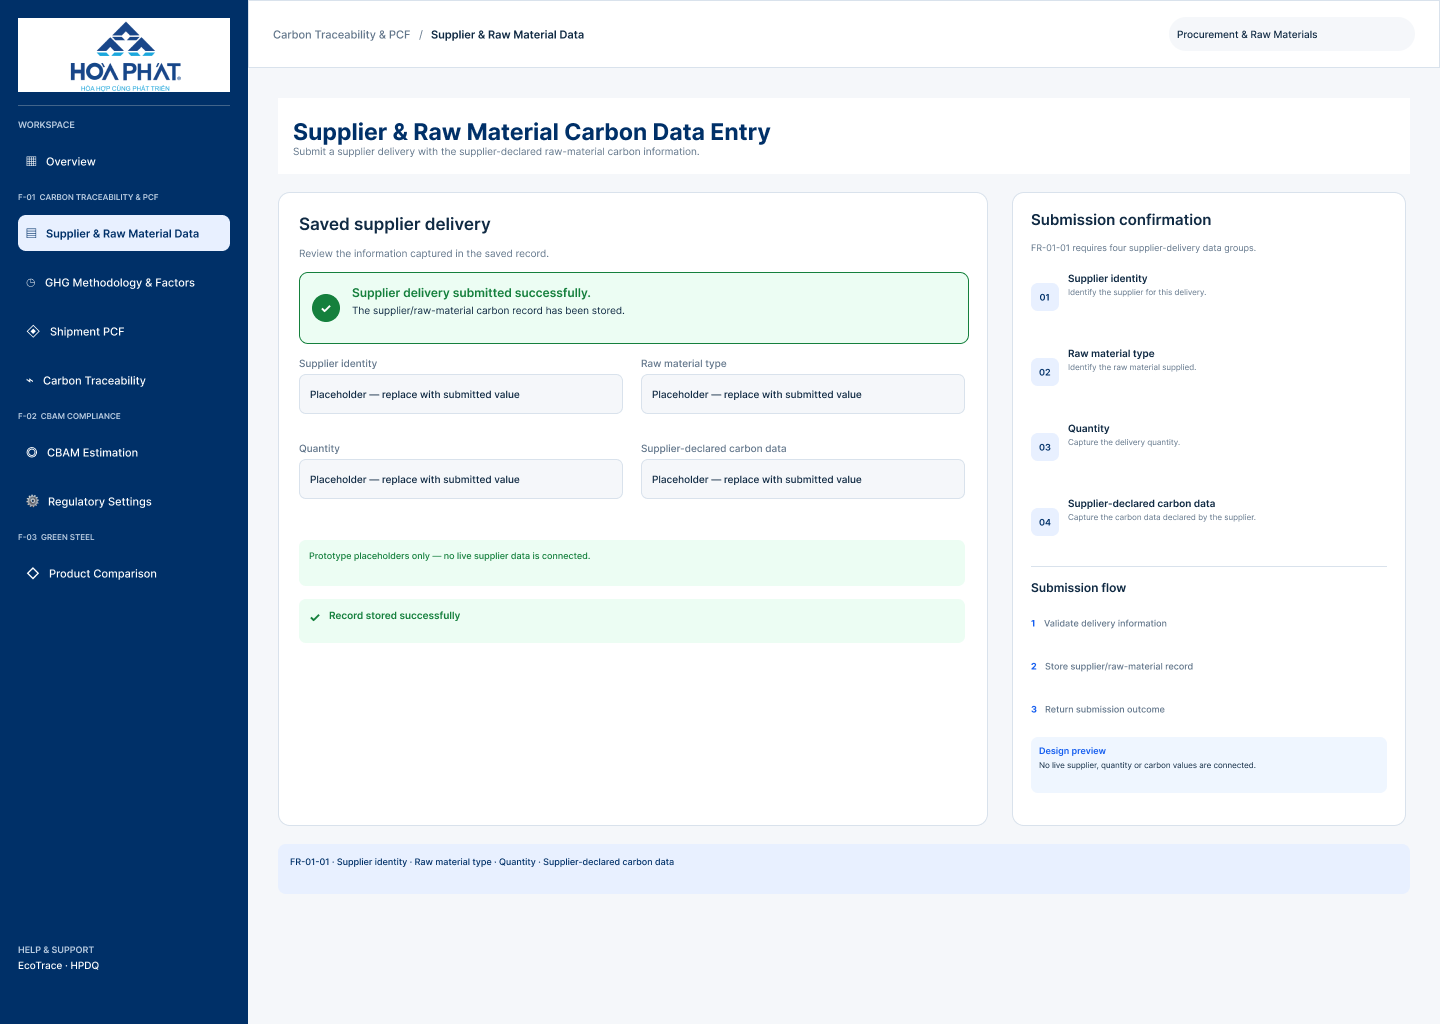 HÒA PHÁT
HÒA HỢP CÙNG PHÁT TRIỂN
WORKSPACE
Overview
F-01 CARBON TRACEABILITY & PCF
Supplier & Raw Material Data
GHG Methodology & Factors
Shipment PCF
Carbon Traceability
F-02 CBAM COMPLIANCE
CBAM Estimation
Regulatory Settings
F-03 GREEN STEEL
Product Comparison
HELP & SUPPORT
EcoTrace · HPDQ
Carbon Traceability & PCF / Supplier & Raw Material Data
Procurement & Raw Materials
Supplier & Raw Material Carbon Data Entry
Submit a supplier delivery with the supplier-declared raw-material carbon information.
Saved supplier delivery
Review the information captured in the saved record.
Supplier delivery submitted successfully.
The supplier/raw-material carbon record has been stored.
Supplier identity
Placeholder — replace with submitted value
Raw material type
Placeholder — replace with submitted value
Quantity
Placeholder — replace with submitted value
Supplier-declared carbon data
Placeholder — replace with submitted value
Prototype placeholders only — no live supplier data is connected.
Record stored successfully
Submission confirmation
FR-01-01 requires four supplier-delivery data groups.
01
Supplier identity
Identify the supplier for this delivery.
02
Raw material type
Identify the raw material supplied.
03
Quantity
Capture the delivery quantity.
04
Supplier-declared carbon data
Capture the carbon data declared by the supplier.
Submission flow
1 Validate delivery information
2 Store supplier/raw-material record
3 Return submission outcome
Design preview
No live supplier, quantity or carbon values are connected.
FR-01-01 · Supplier identity · Raw material type · Quantity · Supplier-declared carbon data